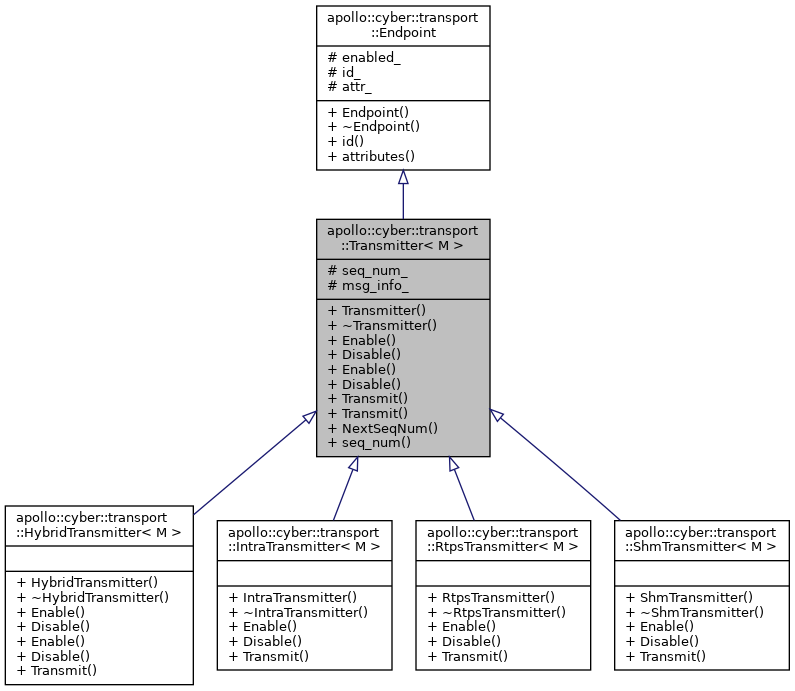 apollo::cyber::transport
::Endpoint
# enabled_
# id_
# attr_
+ Endpoint()
+ ~Endpoint()
+ id()
+ attributes()
apollo::cyber::transport
::Transmitter< M >
# seq_num_
# msg_info_
+ Transmitter()
+ ~Transmitter()
+ Enable()
+ Disable()
+ Enable()
+ Disable()
+ Transmit()
+ Transmit()
+ NextSeqNum()
+ seq_num()
apollo::cyber::transport
::HybridTransmitter< M >
+ HybridTransmitter()
+ ~HybridTransmitter()
+ Enable()
+ Disable()
+ Enable()
+ Disable()
+ Transmit()
apollo::cyber::transport
::IntraTransmitter< M >
+ IntraTransmitter()
+ ~IntraTransmitter()
+ Enable()
+ Disable()
+ Transmit()
apollo::cyber::transport
::RtpsTransmitter< M >
+ RtpsTransmitter()
+ ~RtpsTransmitter()
+ Enable()
+ Disable()
+ Transmit()
apollo::cyber::transport
::ShmTransmitter< M >
+ ShmTransmitter()
+ ~ShmTransmitter()
+ Enable()
+ Disable()
+ Transmit()